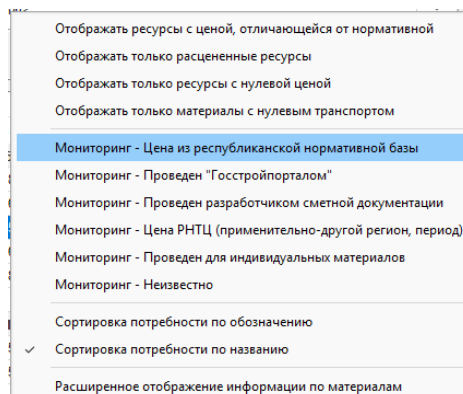 Отображать ресурсы с ценой, отличающейся от нормативной
Отображать только расцененные ресурсы
Отображать только ресурсы с нулевой ценой
Отображать только материалы с нулевым транспортом
Мониторинг - Цена из республиканской нормативной базы
Мониторинг - Проведен "Госстройпорталом"
Мониторинг - Проведен разработчиком сметной документации
Мониторинг - Цена РНТЦ (применительно-другой регион, период)
Мониторинг - Проведен для индивидуальных материалов
Мониторинг - Неизвестно
Сортировка потребности по обозначению
Сортировка потребности по названию
Расширенное отображение информации по материалам